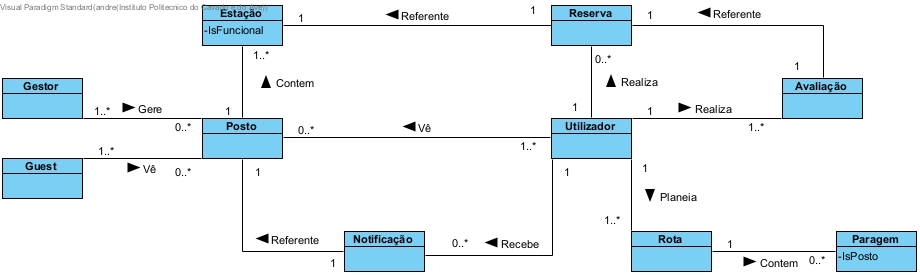 Visual Paradigm Standard(andre(Instituto Politecnico do
Estação
-IsFuncional
1
Referente
1
Reserva
1
Referente
1..*
0..*
1
Contem
Realiza
Gestor
Avaliação
1..*
Gere
1
1
1
Realiza
0..*
1..*
Posto
0..*
Vê
Utilizador
1..*
1..*
Guest
Vê
0..*
1
1
1
Planeia
1..*
Referente
Notificação
0..*
Recebe
Rota
1
Paragem
-IsPosto
1
Contem
0..*